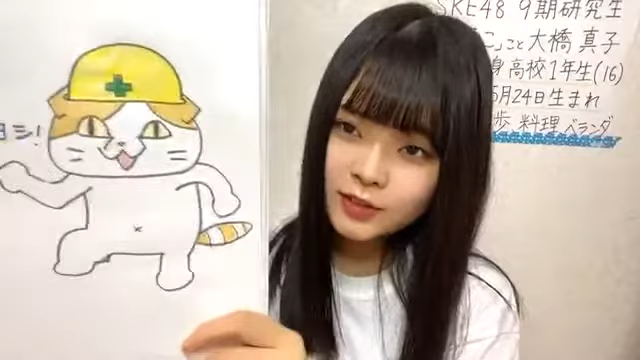 ヨシ!
SKE48 9期研究生
こ」こと大橋 真子
身 高校1年生(16)
5月24日生まれ
歩 料理 ベランダ